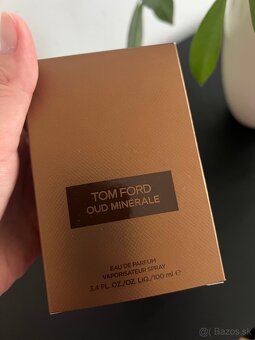 TOM FORD
OUD MINÉRALE
EAU DE PARFUM
VAPORISATEUR SPRAY
3.4 FL. OZ./OZ. LIQ./100 ml ℮
© Bazos.sk